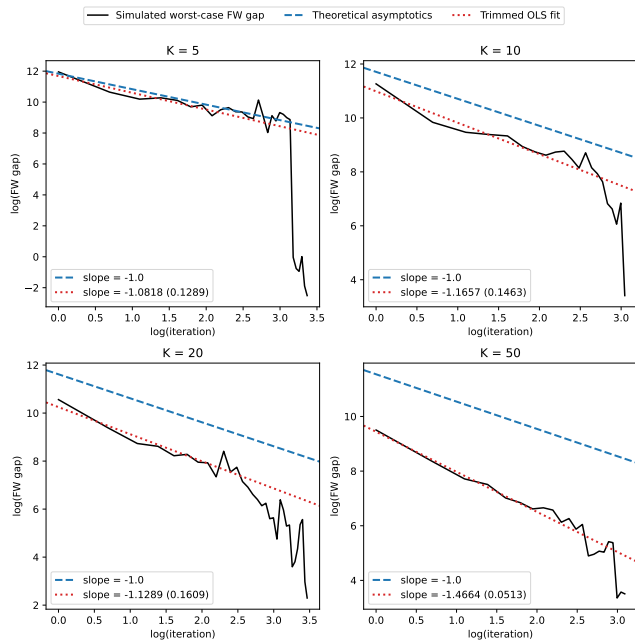 Simulated worst-case FW gap Theoretical asymptotics Trimmed OLS fit
K = 5
12
10
8
6
4
2
0
−2
log(FW gap)
slope = -1.0
slope = -1.0818 (0.1289)
0.0 0.5 1.0 1.5 2.0 2.5 3.0 3.5
log(iteration)
K = 10
12
10
8
6
4
log(FW gap)
slope = -1.0
slope = -1.1657 (0.1463)
0.0 0.5 1.0 1.5 2.0 2.5 3.0
log(iteration)
K = 20
12
10
8
6
4
2
log(FW gap)
slope = -1.0
slope = -1.1289 (0.1609)
0.0 0.5 1.0 1.5 2.0 2.5 3.0 3.5
log(iteration)
K = 50
10
8
6
4
log(FW gap)
slope = -1.0
slope = -1.4664 (0.0513)
0.0 0.5 1.0 1.5 2.0 2.5 3.0
log(iteration)